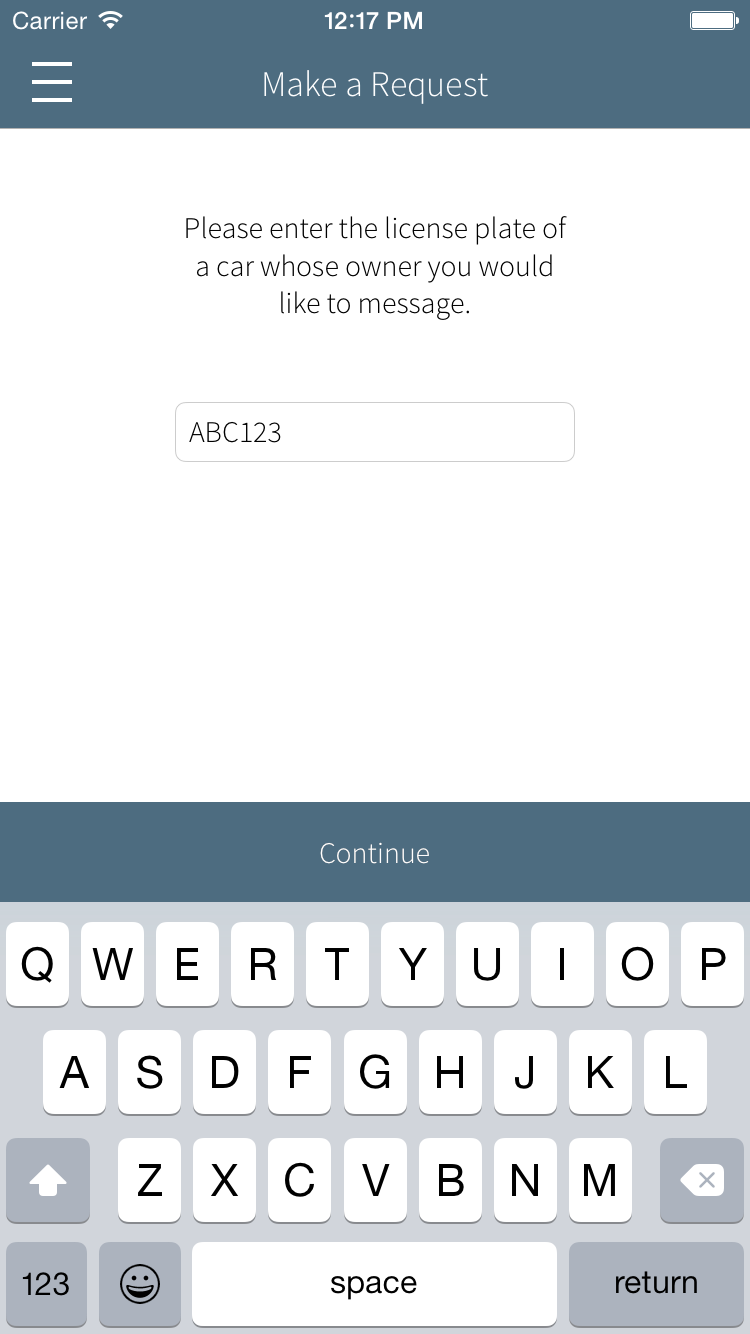 Carrier 12:17 PM
Make a Request
Please enter the license plate of
a car whose owner you would
like to message.
ABC123
Continue
Q W E R T Y U I O P
A S D F G H J K L
Z X C V B N M
123 space return